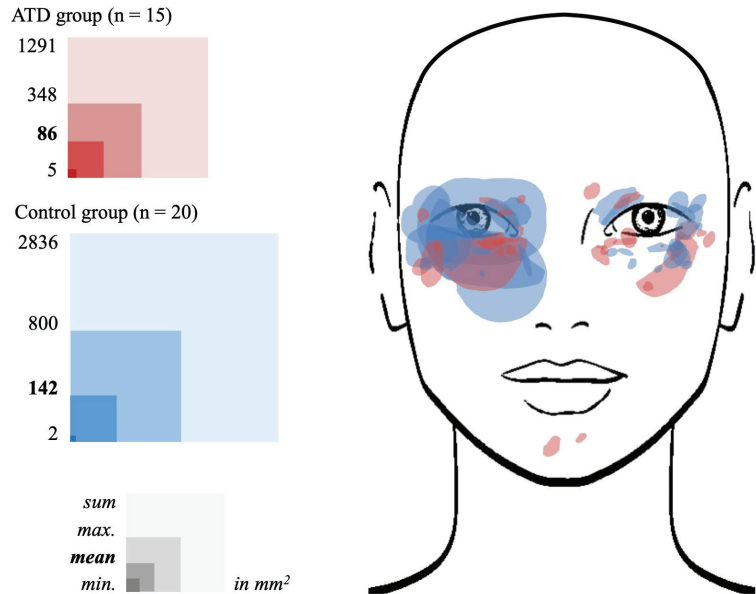 ATD group (n = 15)
1291
348
86
5
Control group (n = 20)
2836
800
142
2
sum
max.
mean
min.
in mm²